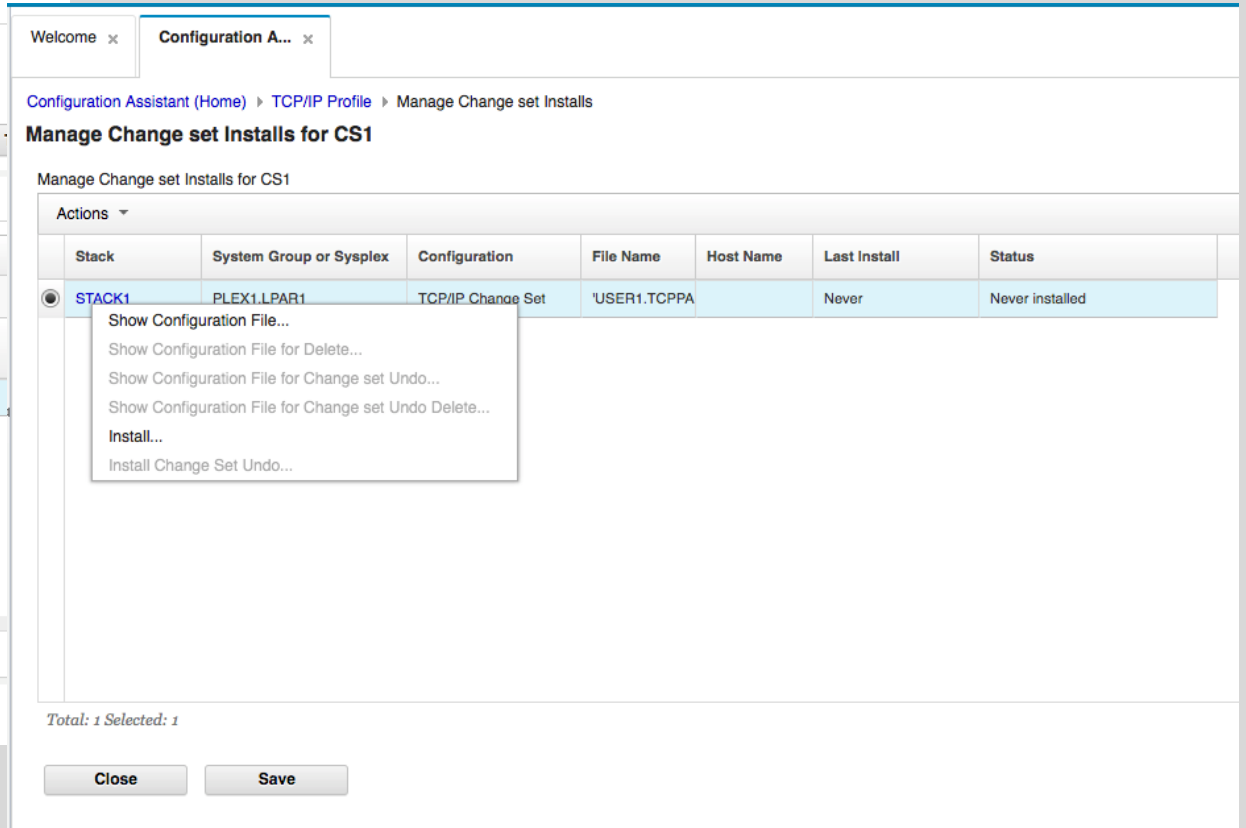 Welcome x Configuration A... x
Configuration Assistant (Home) TCP/IP Profile Manage Change set Installs
Manage Change set Installs for CS1
Manage Change set Installs for CS1
Actions
Stack System Group or Sysplex Configuration File Name Host Name Last Install Status
STACK1 PLEX1.LPAR1 TCP/IP Change Set 'USER1.TCPPA Never Never installed
Show Configuration File...
Show Configuration File for Delete...
Show Configuration File for Change set Undo...
Show Configuration File for Change set Undo Delete...
Install...
Install Change Set Undo...
Total: 1 Selected: 1
Close Save